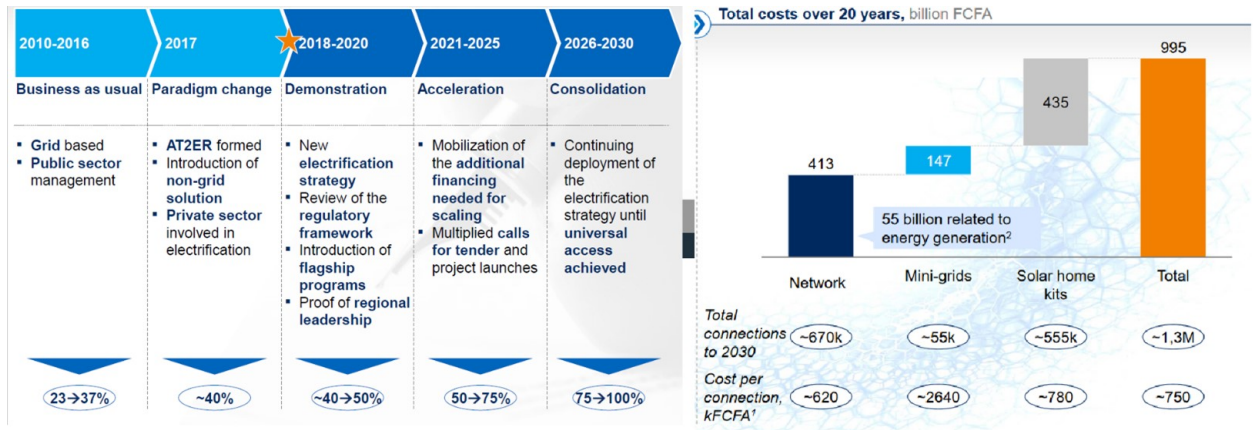 2010-2016
2017
2018-2020
2021-2025
2026-2030
Business as usual
Paradigm change
Demonstration
Acceleration
Consolidation
▪ Grid based
▪ Public sector
management
▪ AT2ER formed
▪ Introduction of
non-grid
solution
▪ Private sector
involved in
electrification
▪ New
electrification
strategy
▪ Review of the
regulatory
framework
▪ Introduction of
flagship
programs
▪ Proof of regional
leadership
▪ Mobilization of
the additional
financing
needed for
scaling
▪ Multiplied calls
for tender and
project launches
▪ Continuing
deployment of
the
electrification
strategy until
universal
access
achieved
23→37%
~40%
~40→50%
50→75%
75→100%
Total costs over 20 years, billion FCFA
995
435
413
147
55 billion related to
energy generation²
Network
Mini-grids
Solar home
kits
Total
Total
connections
to 2030
~670k
~55k
~555k
~1,3M
Cost per
connection,
kFCFA¹
~620
~2640
~780
~750